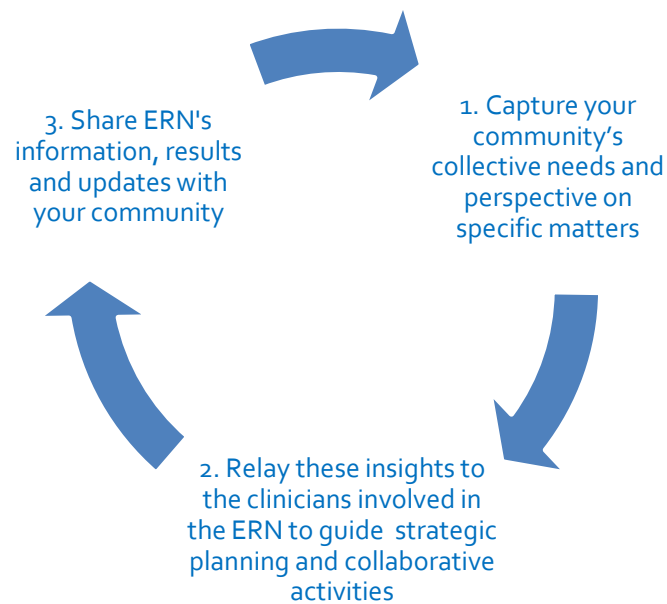 1. Capture your
community’s
collective needs and
perspective on
specific matters
2. Relay these insights to
the clinicians involved in
the ERN to guide  strategic
planning and collaborative
activities
3. Share ERN's
information, results
and updates with
your community